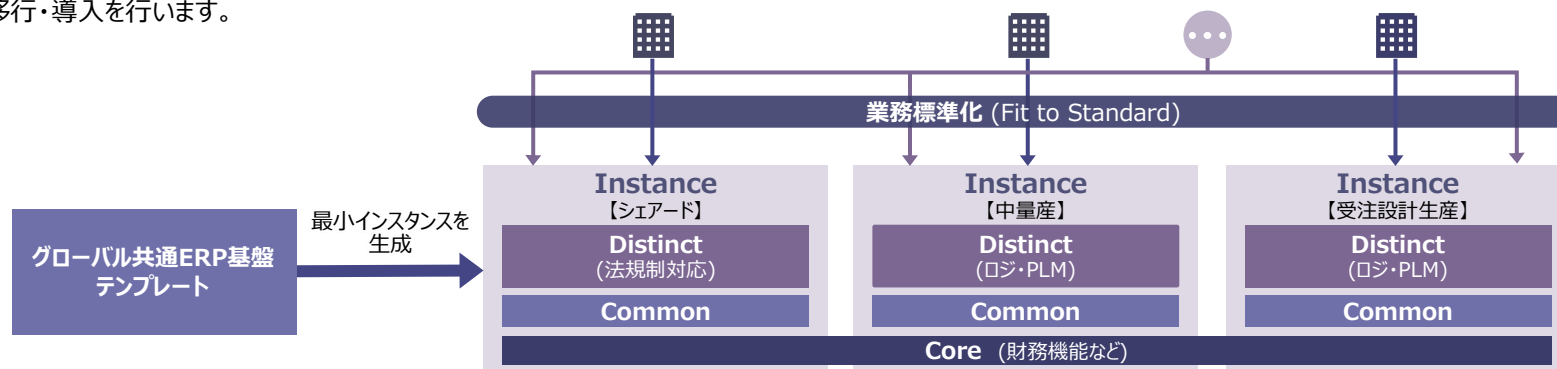 移行・導入を行います。
業務標準化 (Fit to Standard)
グローバル共通ERP基盤
テンプレート
最小インスタンスを
生成
Instance
【シェアード】
Distinct
(法規制対応)
Common
Instance
【中量産】
Distinct
(ロジ・PLM)
Common
Instance
【受注設計生産】
Distinct
(ロジ・PLM)
Common
Core (財務機能など)